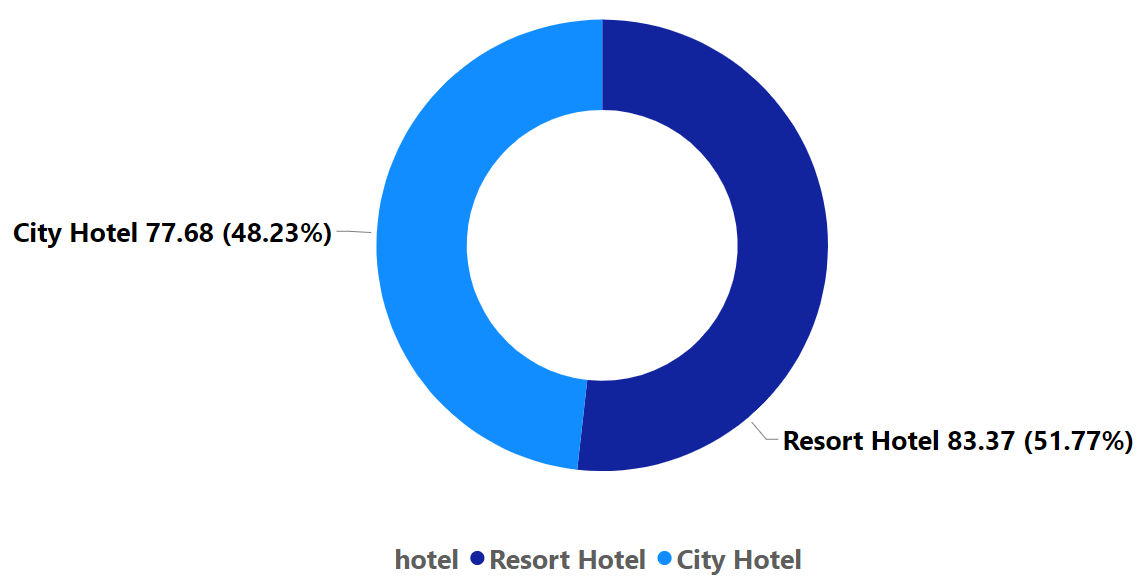 City Hotel 77.68 (48.23%)
Resort Hotel 83.37 (51.77%)
hotel Resort Hotel City Hotel